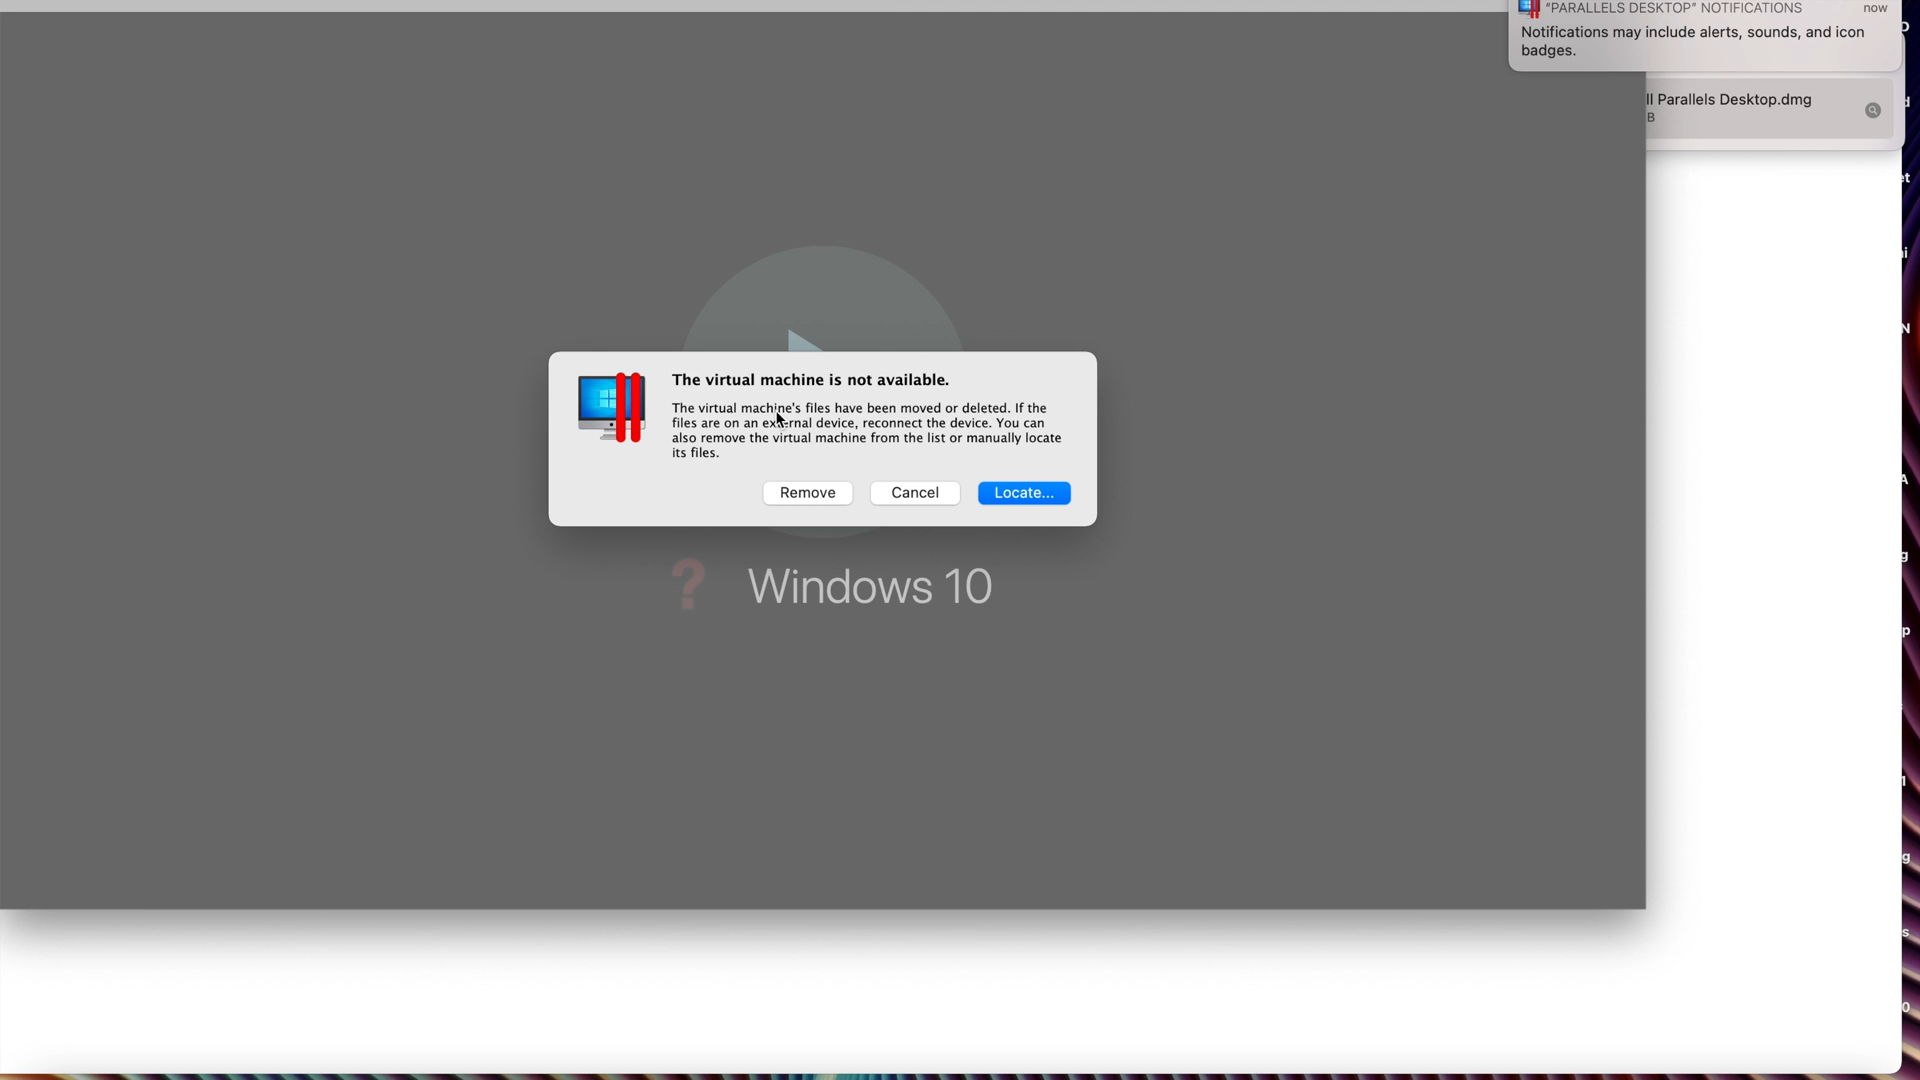 "PARALLELS DESKTOP" NOTIFICATIONS
now
Notifications may include alerts, sounds, and icon
badges.
ll Parallels Desktop.dmg
B
The virtual machine is not available.
The virtual machine's files have been moved or deleted. If the
files are on an external device, reconnect the device. You can
also remove the virtual machine from the list or manually locate
its files.
Remove
Cancel
Locate...
? Windows 10